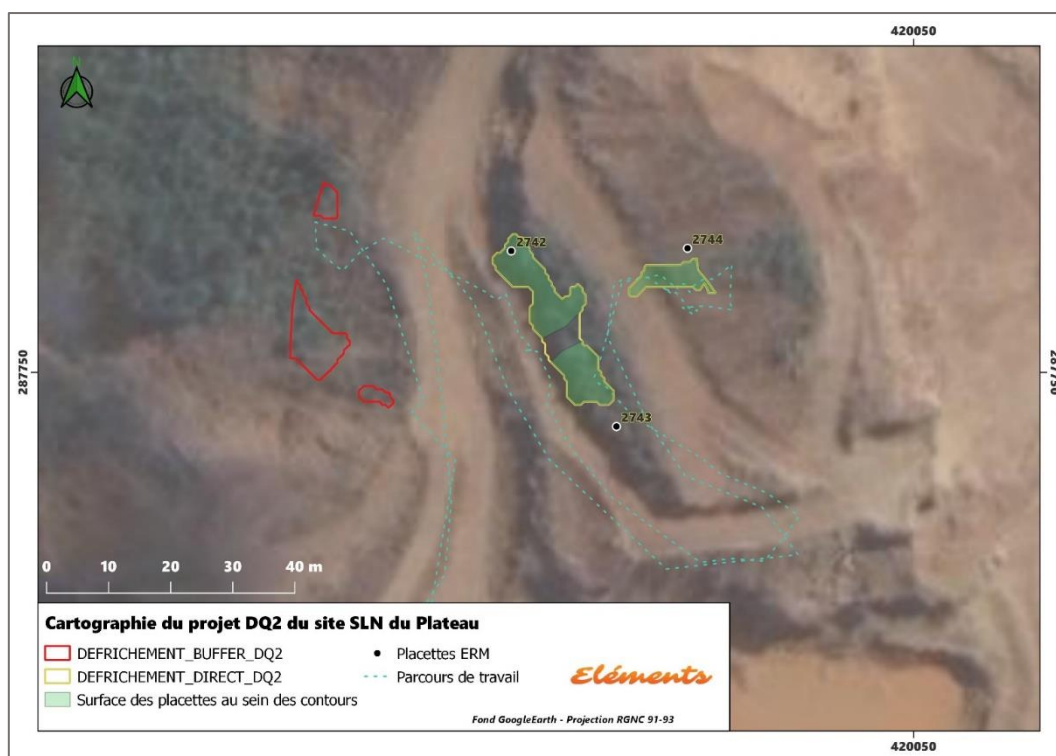 420050
N
2742
2744
287750
287750
2743
0 10 20 30 40 m
Cartographie du projet DQ2 du site SLN du Plateau
DEFRICHEMENT_BUFFER_DQ2
Placettes ERM
DEFRICHEMENT_DIRECT_DQ2
Parcours de travail
Eléments
Surface des placettes au sein des contours
Fond GoogleEarth - Projection RGNC 91-93
420050